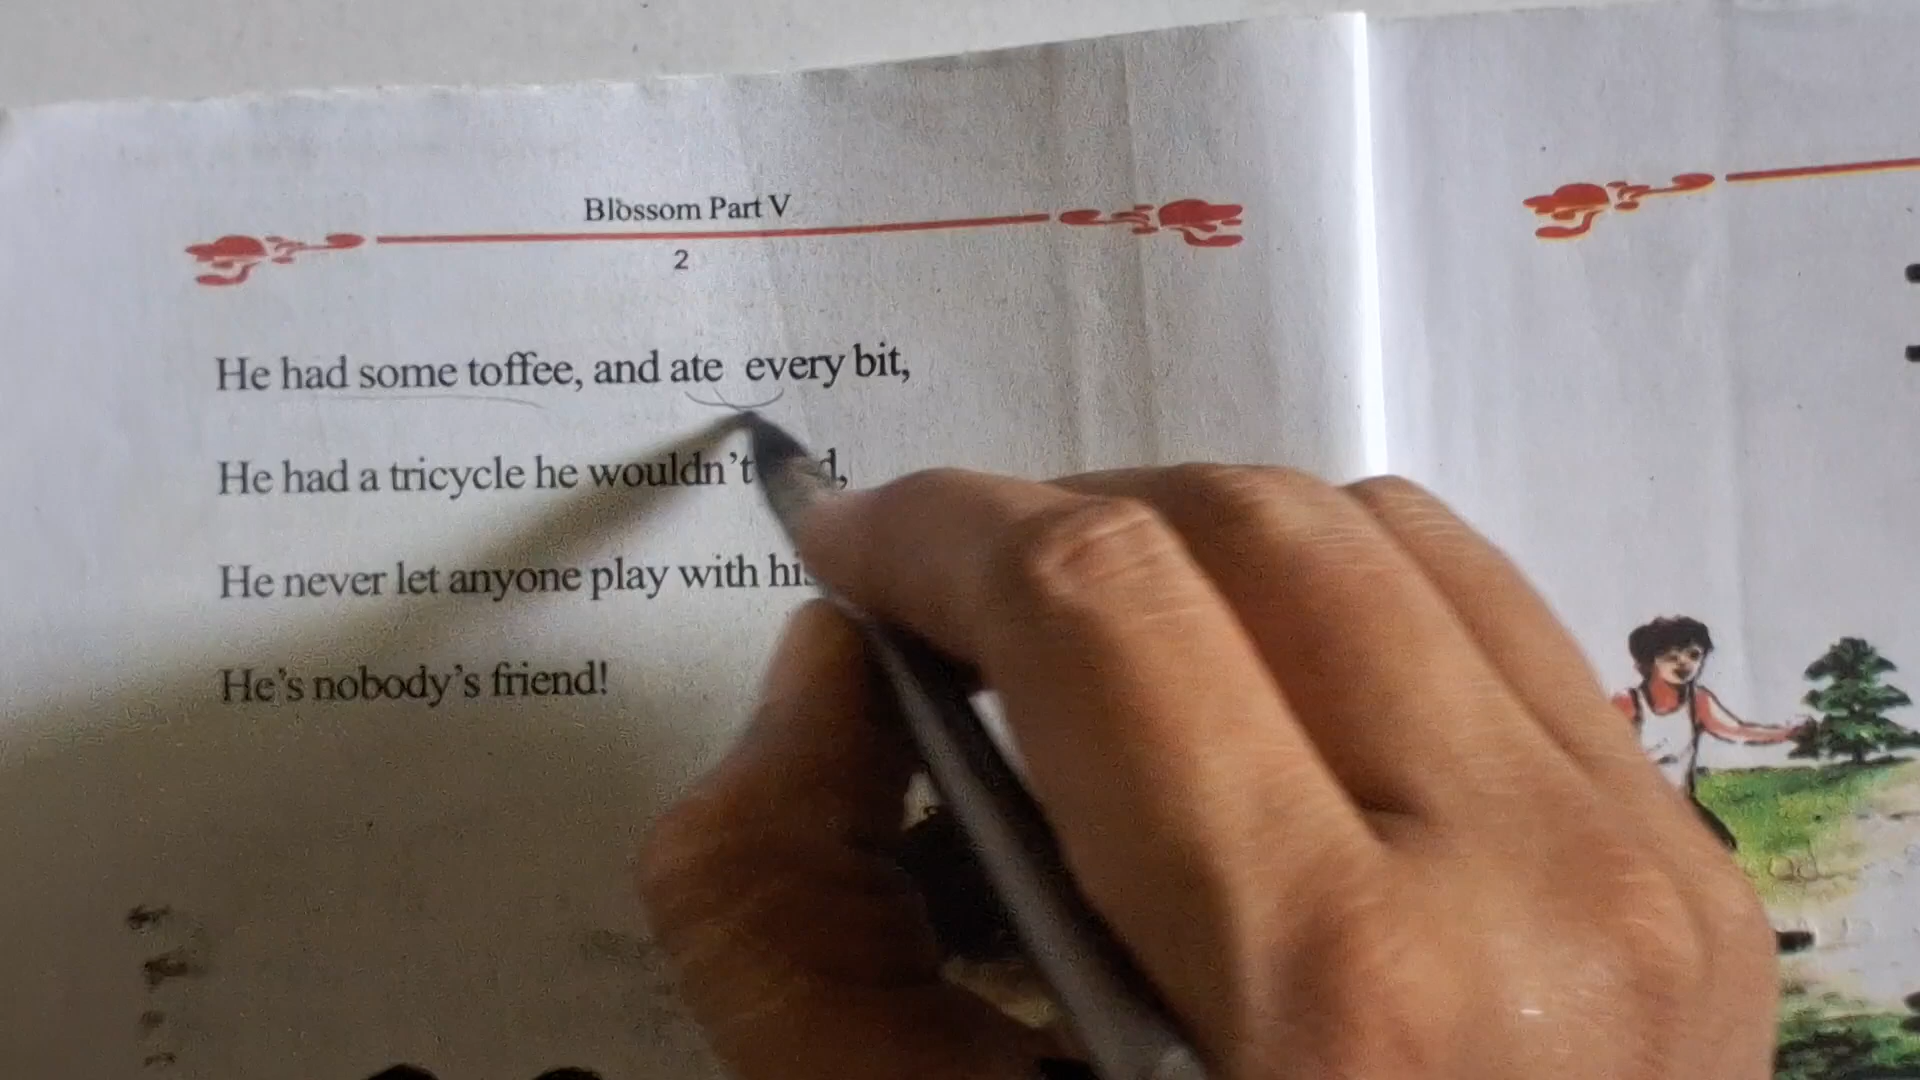 Blossom Part V
2
He had some toffee, and ate every bit,
He had a tricycle he wouldn't
He never let anyone play with
He's nobody's friend!